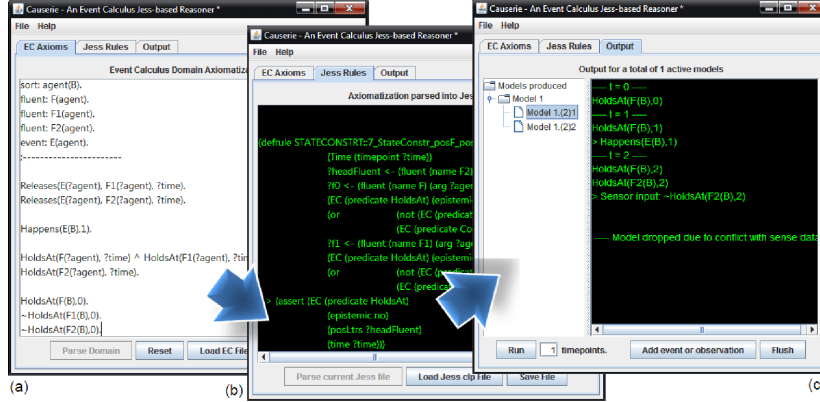 Causerie - An Event Calculus Jess-based Reasoner *
File Help
EC Axioms Jess Rules Output
Event Calculus Domain Axiomatiza
sort: agent(B).
fluent: F(agent).
fluent: F1(agent).
fluent: F2(agent).
event: E(agent).
;-----------------------
Releases(E(?agent), F1(?agent), ?time).
Releases(E(?agent), F2(?agent), ?time).
Happens(E(B),1).
HoldsAt(F(?agent), ?time) ^ HoldsAt(F1(?agent), ?tim
HoldsAt(F2(?agent), ?time).
HoldsAt(F(B),0).
~HoldsAt(F1(B),0).
~HoldsAt(F2(B),0).
Parse Domain Reset Load EC File
(a)
Causerie - An Event Calculus Jess-based Reasoner *
File Help
EC Axioms Jess Rules Output
Axiomatization parsed into Jes
(defrule STATECONSTRT::7_StateConstr_posF_pos
(Time (timepoint ?time))
?headFluent <- (fluent (name F2)
?f0 <- (fluent (name F) (arg ?agen
(EC (predicate HoldsAt) (epistemi
(or (not (EC (predicat
(EC (predicate Co
?f1 <- (fluent (name F1) (arg ?age
(EC (predicate HoldsAt) (epistemi
(or (not (EC (predicate
(EC (predica
> (assert (EC (predicate HoldsAt)
(epistemic no)
(posLtrs ?headFluent)
(time ?time)))
Parse current Jess file Load Jess clp File Save File
(b)
Causerie - An Event Calculus Jess-based Reasoner *
File Help
EC Axioms Jess Rules Output
Output for a total of 1 active models
Models produced
Model 1
Model 1.(2)1
Model 1.(2)2
---- t = 0 ----
HoldsAt(F(B),0)
---- t = 1 ----
HoldsAt(F(B),1)
> Happens(E(B),1)
---- t = 2 ----
HoldsAt(F(B),2)
HoldsAt(F2(B),2)
> Sensor Input: ~HoldsAt(F2(B),2)
---- Model dropped due to conflict with sense data
Run 1 timepoints. Add event or observation Flush
(c